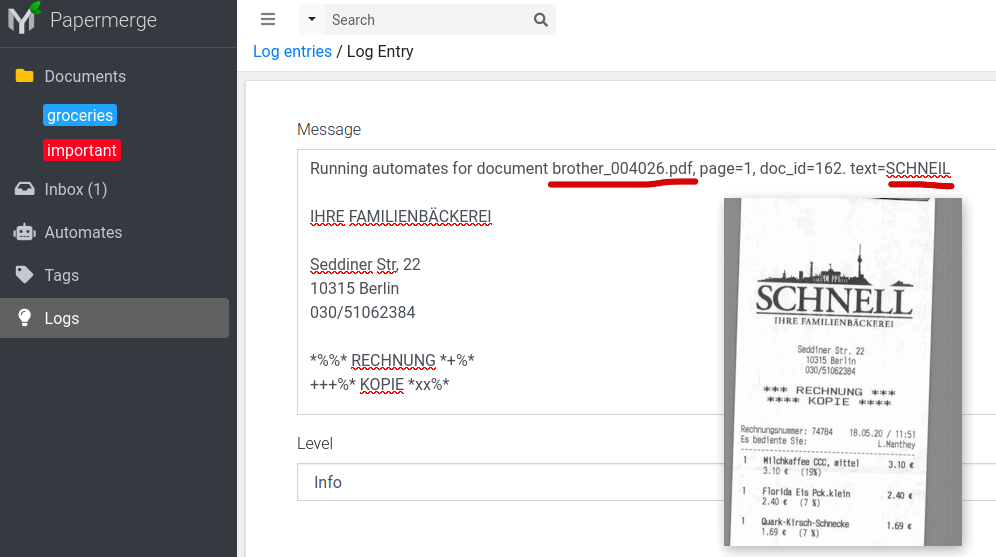 Papermerge
Search
Log entries / Log Entry
Documents
groceries
important
Inbox (1)
Automates
Tags
Logs
Message
Running automates for document brother_004026.pdf, page=1, doc_id=162. text=SCHNEIL
IHRE FAMILIENBÄCKEREI
Seddiner Str, 22
10315 Berlin
030/51062384
*%%* RECHNUNG *+%*
+++%* KOPIE *xx%*
Level
Info
SCHNELL
IHRE FAMILIENBÄCKEREI
Seddiner Str. 22
10315 Berlin
030/51062384
*** RECHNUNG ***
**** KOPIE ****
Rechnungsnummer: 74784 18.05.20 / 11:51
Es bediente Sie: L.Manthey
1 Milchkaffee CCC, mittel 3.10 €
3.10 € (19%)
1 Florida Eis Pck.klein 2.40 €
2.40 € (7 %)
1 Quark-Kirsch-Schnecke 1.69 €
1.69 € (7 %)